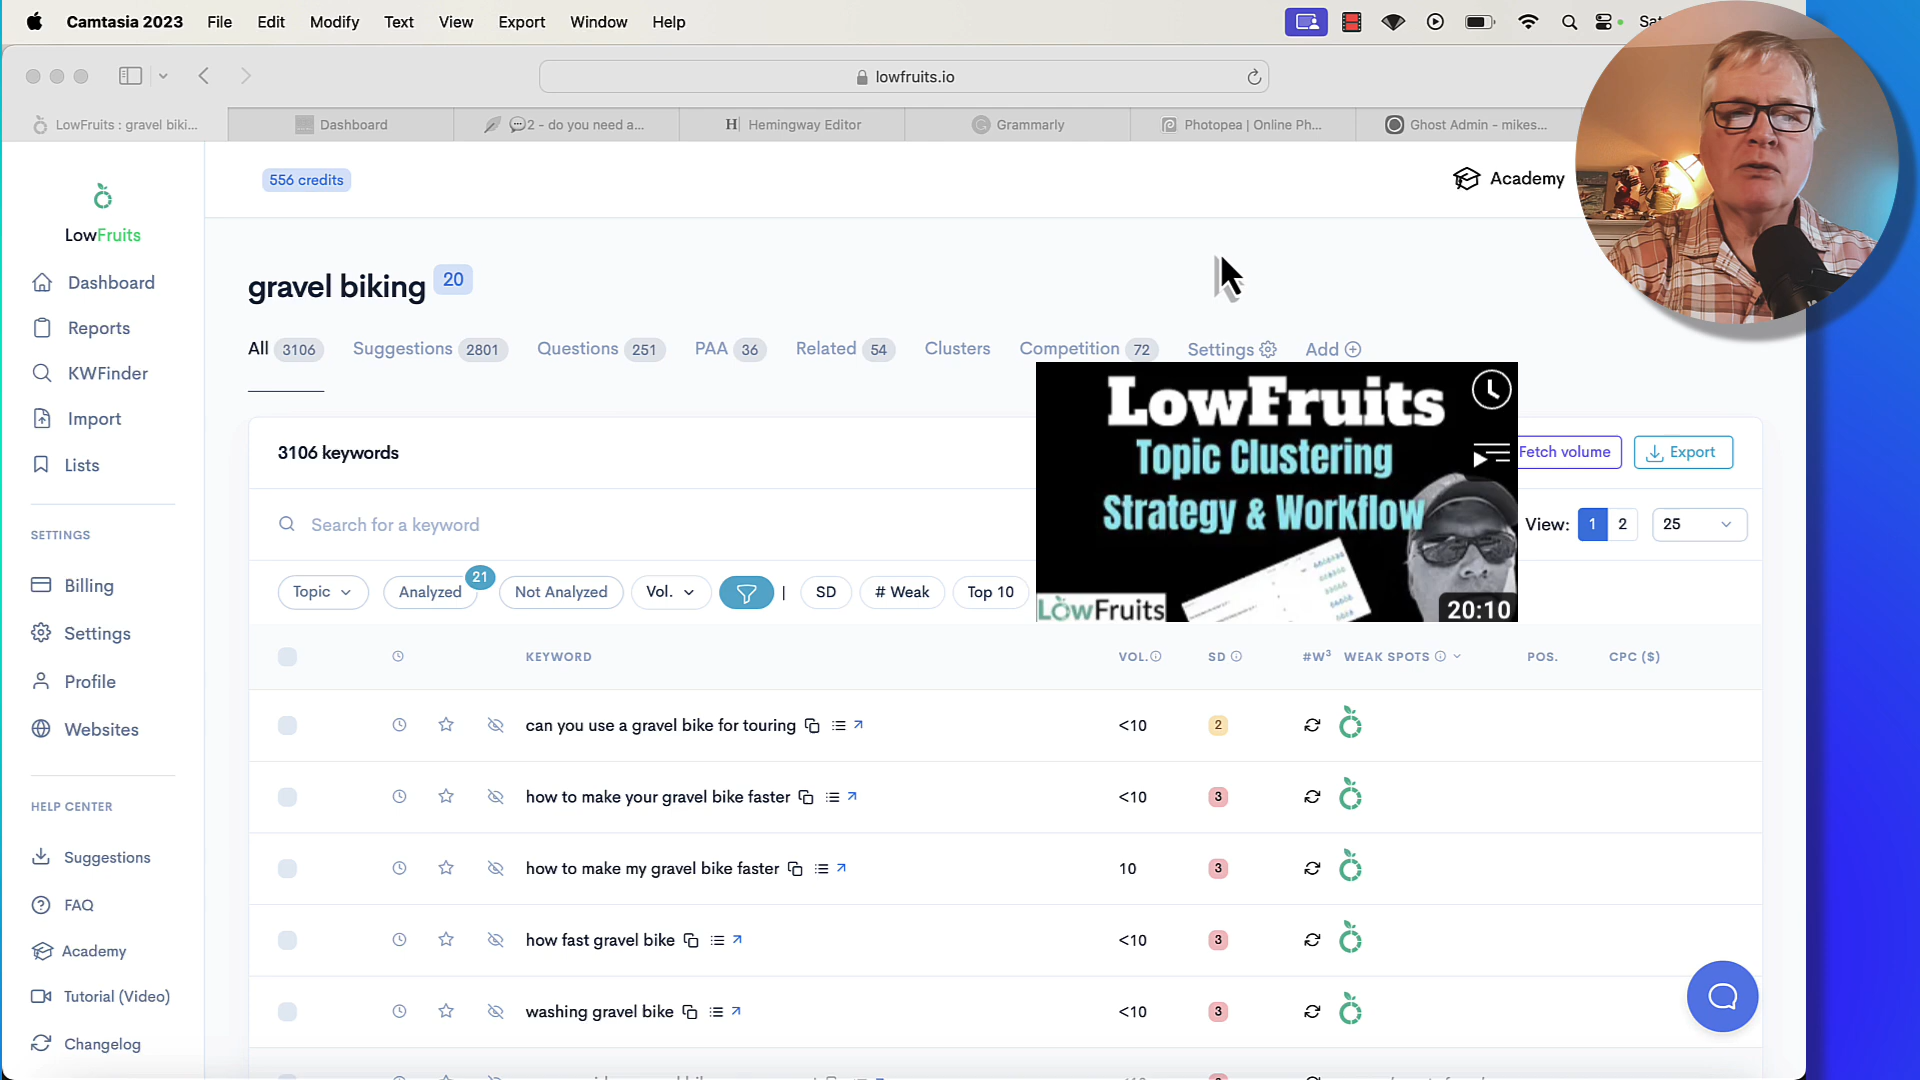 Camtasia 2023 File Edit Modify Text View Export Window Help
lowfruits.io
LowFruits : gravel biki... Dashboard 2 - do you need a... Hemingway Editor Grammarly Photopea | Online Ph... Ghost Admin - mikes...
556 credits
Academy
LowFruits
Dashboard
Reports
KWFinder
Import
Lists
SETTINGS
Billing
Settings
Profile
Websites
HELP CENTER
Suggestions
FAQ
Academy
Tutorial (Video)
Changelog
gravel biking 20
All 3106 Suggestions 2801 Questions 251 PAA 36 Related 54 Clusters Competition 72 Settings Add
3106 keywords
Fetch volume Export
Search for a keyword
View: 1 2 25
Topic Analyzed 21 Not Analyzed Vol. | SD # Weak Top 10
LowFruits
Topic Clustering
Strategy & Workflow
LowFruits
20:10
KEYWORD VOL. SD #W3 WEAK SPOTS POS. CPC ($)
can you use a gravel bike for touring <10 2
how to make your gravel bike faster <10 3
how to make my gravel bike faster 10 3
how fast gravel bike <10 3
washing gravel bike <10 3